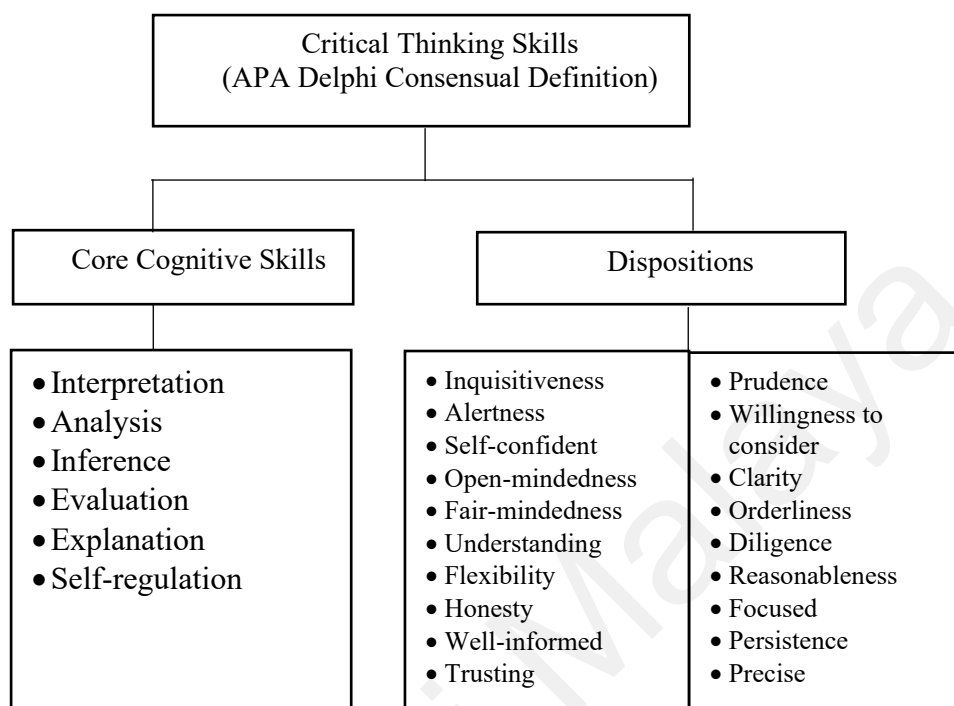 Critical Thinking Skills
(APA Delphi Consensual Definition)
Core Cognitive Skills
Dispositions
• Interpretation
• Analysis
• Inference
• Evaluation
• Explanation
• Self-regulation
• Inquisitiveness
• Alertness
• Self-confident
• Open-mindedness
• Fair-mindedness
• Understanding
• Flexibility
• Honesty
• Well-informed
• Trusting
• Prudence
• Willingness to
consider
• Clarity
• Orderliness
• Diligence
• Reasonableness
• Focused
• Persistence
• Precise
Malaya